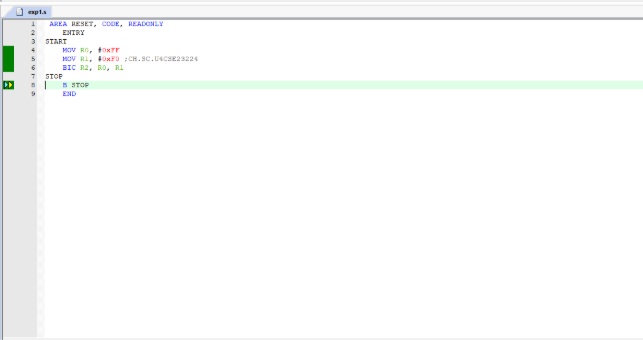 exp1.s
1 AREA RESET, CODE, READONLY
2 ENTRY
3 START
4 MOV R0, #0xFF
5 MOV R1, #0xF0 ;CH.SC.U4CSE23224
6 BIC R2, R0, R1
7 STOP
8 B STOP
9 END